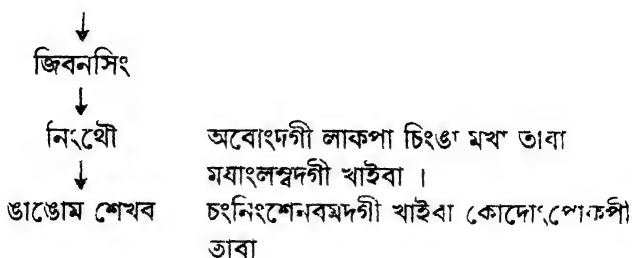 ↓
জিবনসিং
↓
নিংথৌ অবোংদগী লাকপা চিংঙা মখা তাবা
↓ ময়াংলম্বদগী খাইবা ।
ঙাঙোম শেখব চংনিংশেনবমদগী খাইবা কোদোংপোকপী
তাবা